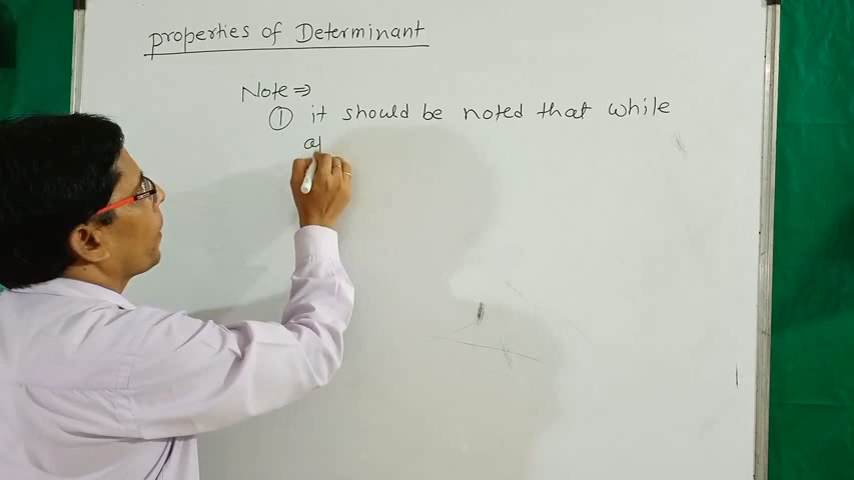 properties of Determinant
Note ⇒
① it should be noted that while